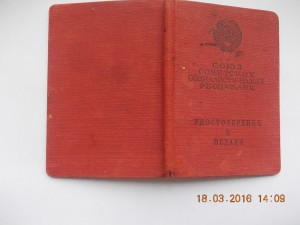 СОЮЗ
СОВЕТСКИХ
СОЦИАЛИСТИЧЕСКИХ
РЕСПУБЛИК
УДОСТОВЕРЕНИЕ
К
МЕДАЛИ
18.03.2016 14:09